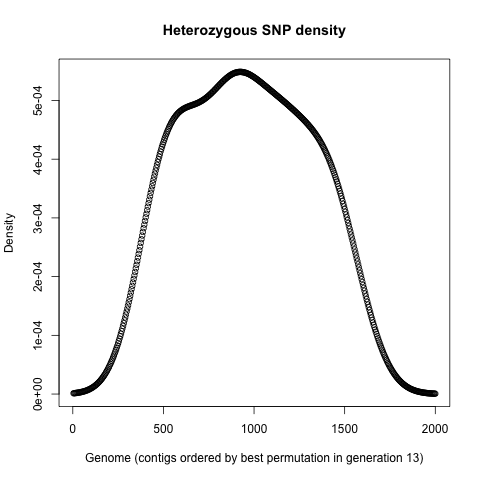 Heterozygous SNP density
Density
5e-04
4e-04
3e-04
2e-04
1e-04
0e+00
0 500 1000 1500 2000
Genome (contigs ordered by best permutation in generation 13)